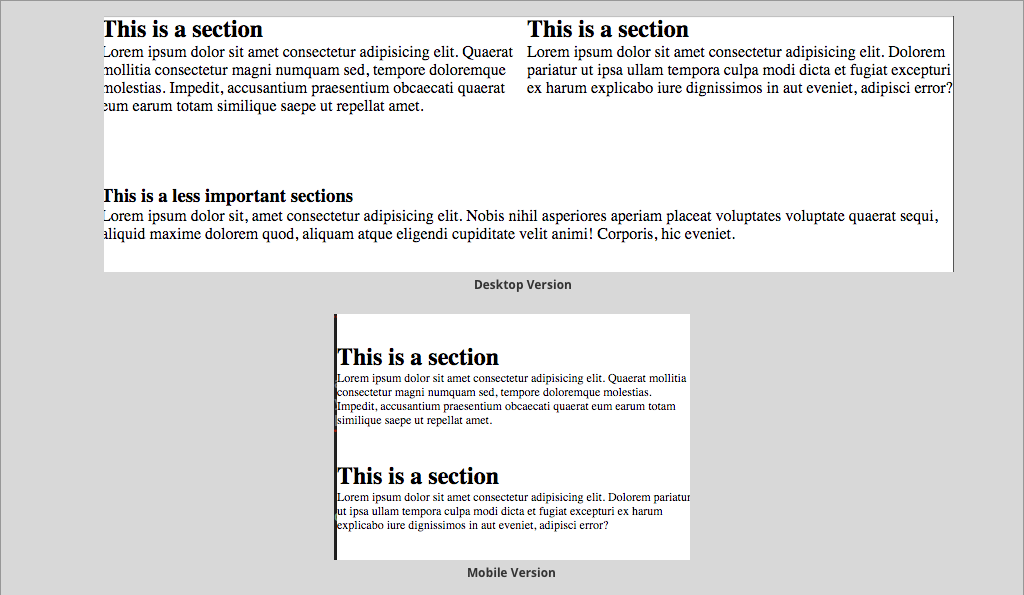 This is a section
Lorem ipsum dolor sit amet consectetur adipisicing elit. Quaerat
mollitia consectetur magni numquam sed, tempore doloremque
molestias. Impedit, accusantium praesentium obcaecati quaerat
eum earum totam similique saepe ut repellat amet.
This is a section
Lorem ipsum dolor sit amet consectetur adipisicing elit. Dolorem
pariatur ut ipsa ullam tempora culpa modi dicta et fugiat excepturi
ex harum explicabo iure dignissimos in aut eveniet, adipisci error?
This is a less important sections
Lorem ipsum dolor sit, amet consectetur adipisicing elit. Nobis nihil asperiores aperiam placeat voluptates voluptate quaerat sequi,
aliquid maxime dolorem quod, aliquam atque eligendi cupiditate velit animi! Corporis, hic eveniet.
Desktop Version
This is a section
Lorem ipsum dolor sit amet consectetur adipisicing elit. Quaerat mollitia
consectetur magni numquam sed, tempore doloremque molestias.
Impedit, accusantium praesentium obcaecati quaerat eum earum totam
similique saepe ut repellat amet.
This is a section
Lorem ipsum dolor sit amet consectetur adipisicing elit. Dolorem pariatur
ut ipsa ullam tempora culpa modi dicta et fugiat excepturi ex harum
explicabo iure dignissimos in aut eveniet, adipisci error?
Mobile Version